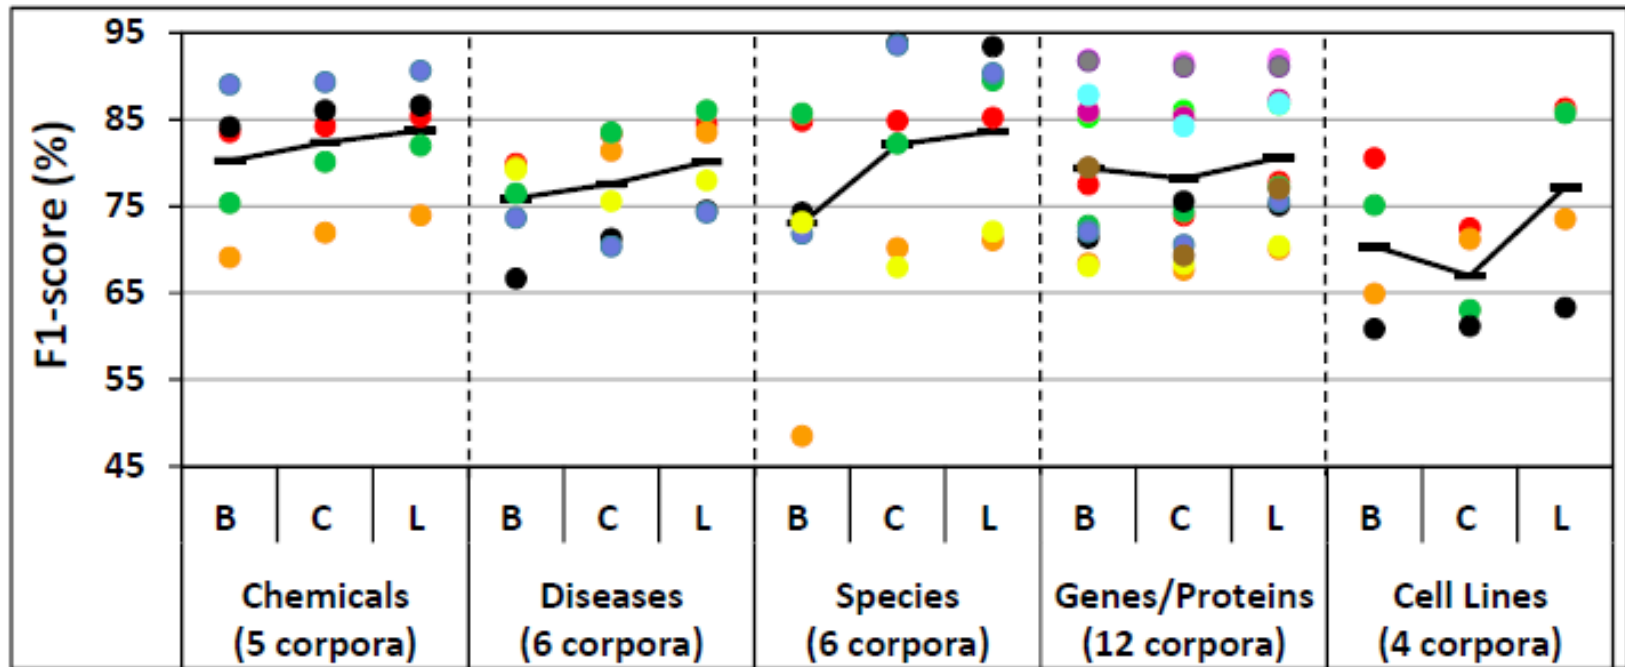 F1-score (%)
95
85
75
65
55
45
B C L B C L B C L B C L B C L
Chemicals Diseases Species Genes/Proteins Cell Lines
(5 corpora) (6 corpora) (6 corpora) (12 corpora) (4 corpora)